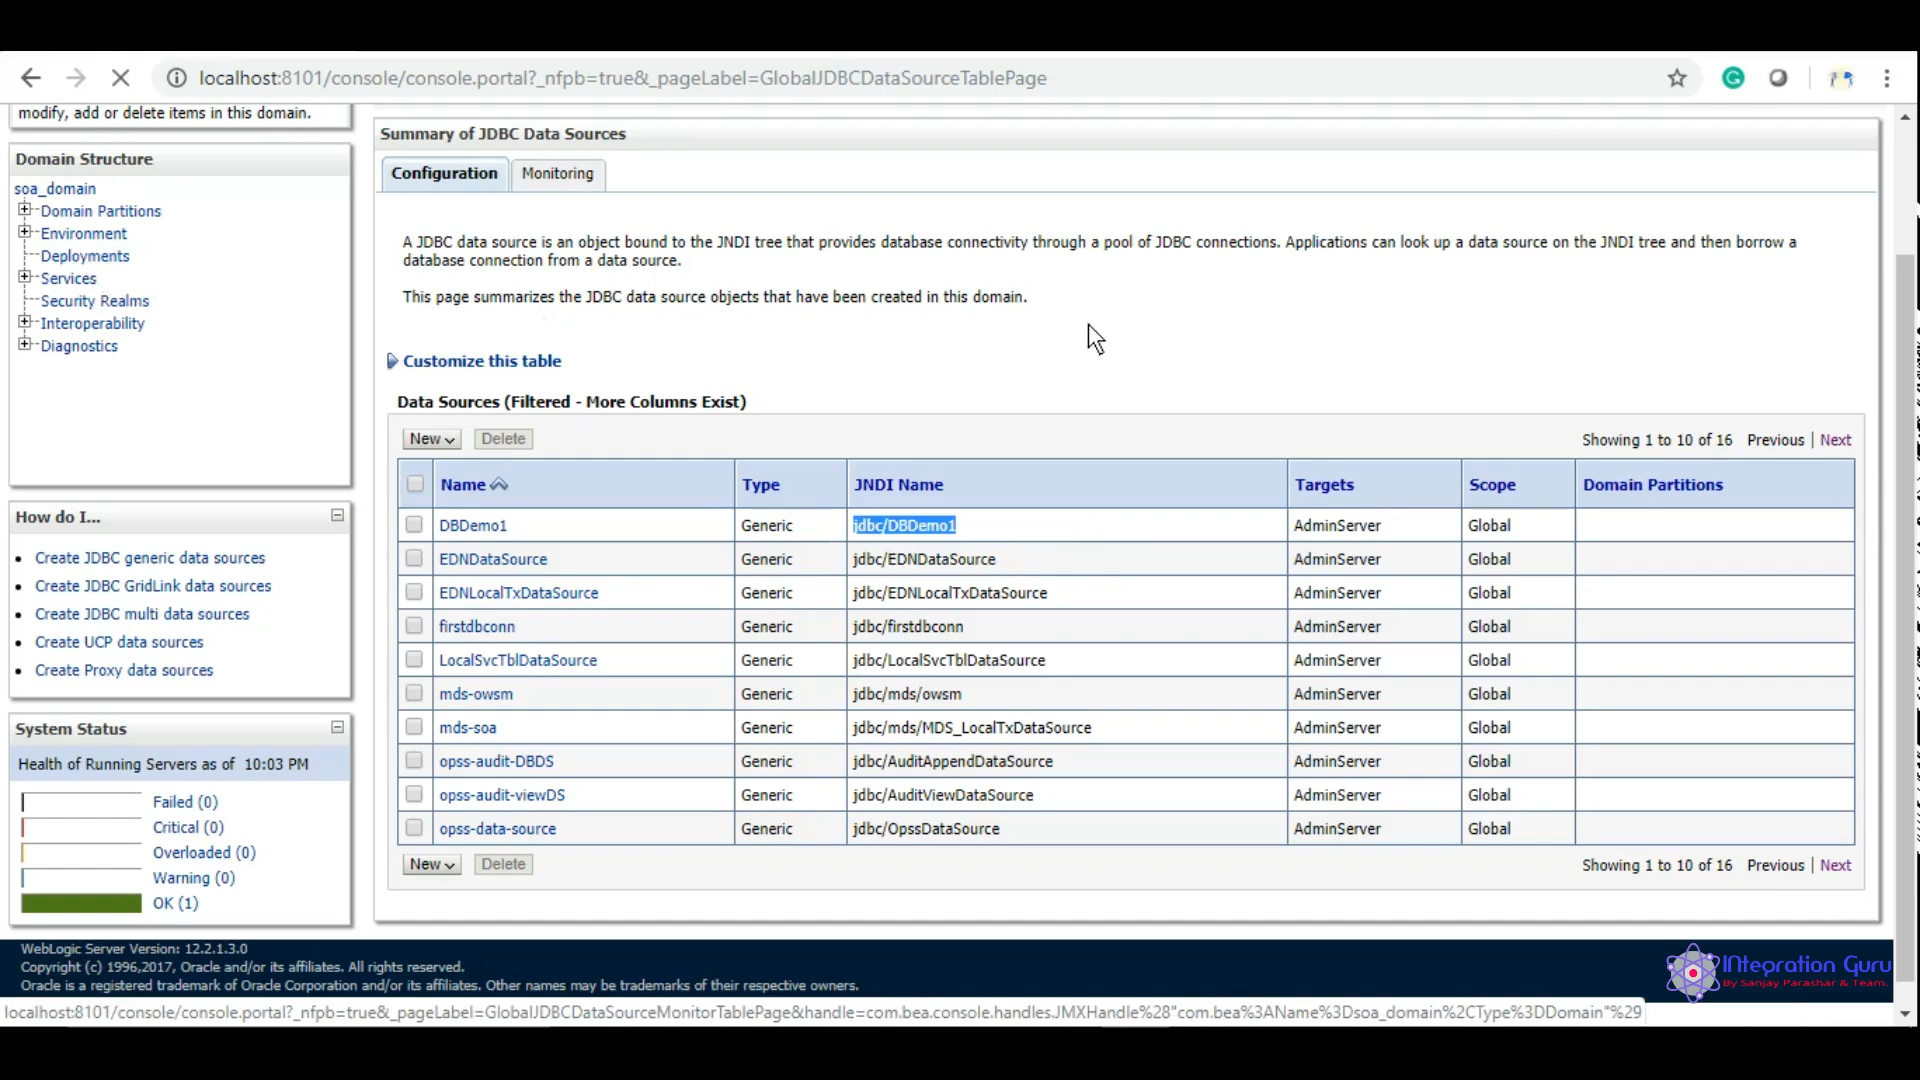 localhost:8101/console/console.portal?_nfpb=true&_pageLabel=GlobalJDBCDataSourceTablePage
modify, add or delete items in this domain.
Domain Structure
soa_domain
Domain Partitions
Environment
Deployments
Services
Security Realms
Interoperability
Diagnostics
How do I...
Create JDBC generic data sources
Create JDBC GridLink data sources
Create JDBC multi data sources
Create UCP data sources
Create Proxy data sources
System Status
Health of Running Servers as of 10:03 PM
Failed (0)
Critical (0)
Overloaded (0)
Warning (0)
OK (1)
Summary of JDBC Data Sources
Configuration Monitoring
A JDBC data source is an object bound to the JNDI tree that provides database connectivity through a pool of JDBC connections. Applications can look up a data source on the JNDI tree and then borrow a
database connection from a data source.
This page summarizes the JDBC data source objects that have been created in this domain.
Customize this table
Data Sources (Filtered - More Columns Exist)
New Delete Showing 1 to 10 of 16 Previous | Next
Name Type JNDI Name Targets Scope Domain Partitions
DBDemo1 Generic jdbc/DBDemo1 AdminServer Global
EDNDataSource Generic jdbc/EDNDataSource AdminServer Global
EDNLocalTxDataSource Generic jdbc/EDNLocalTxDataSource AdminServer Global
firstdbconn Generic jdbc/firstdbconn AdminServer Global
LocalSvcTblDataSource Generic jdbc/LocalSvcTblDataSource AdminServer Global
mds-owsm Generic jdbc/mds/owsm AdminServer Global
mds-soa Generic jdbc/mds/MDS_LocalTxDataSource AdminServer Global
opss-audit-DBDS Generic jdbc/AuditAppendDataSource AdminServer Global
opss-audit-viewDS Generic jdbc/AuditViewDataSource AdminServer Global
opss-data-source Generic jdbc/OpssDataSource AdminServer Global
New Delete Showing 1 to 10 of 16 Previous | Next
WebLogic Server Version: 12.2.1.3.0
Copyright (c) 1996,2017, Oracle and/or its affiliates. All rights reserved.
Oracle is a registered trademark of Oracle Corporation and/or its affiliates. Other names may be trademarks of their respective owners.
INtegration Guru
By Sanjay Parashar & Team.
localhost:8101/console/console.portal?_nfpb=true&_pageLabel=GlobalJDBCDataSourceMonitorTablePage&handle=com.bea.console.handles.JMXHandle%28"com.bea%3AName%3Dsoa_domain%2CType%3DDomain"%29